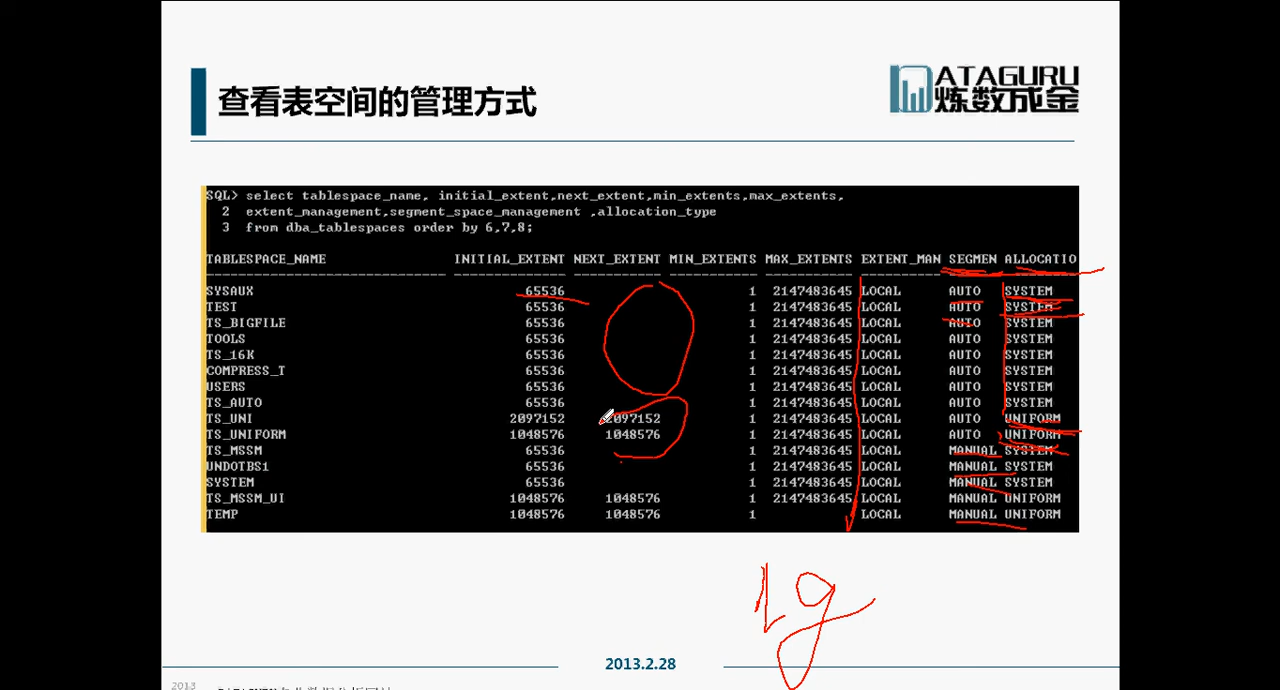 查看表空间的管理方式
ATAGURU
炼数成金
SQL> select tablespace_name, initial_extent,next_extent,min_extents,max_extents,
2 extent_management,segment_space_management ,allocation_type
3 from dba_tablespaces order by 6,7,8;
TABLESPACE_NAME INITIAL_EXTENT NEXT_EXTENT MIN_EXTENTS MAX_EXTENTS EXTENT_MAN SEGMEN ALLOCATIO
SYSAUX 65536 1 2147483645 LOCAL AUTO SYSTEM
TEST 65536 1 2147483645 LOCAL AUTO SYSTEM
TS_BIGFILE 65536 1 2147483645 LOCAL AUTO SYSTEM
TOOLS 65536 1 2147483645 LOCAL AUTO SYSTEM
TS_16K 65536 1 2147483645 LOCAL AUTO SYSTEM
COMPRESS_T 65536 1 2147483645 LOCAL AUTO SYSTEM
USERS 65536 1 2147483645 LOCAL AUTO SYSTEM
TS_AUTO 65536 1 2147483645 LOCAL AUTO SYSTEM
TS_UNI 2097152 2097152 1 2147483645 LOCAL AUTO UNIFORM
TS_UNIFORM 1048576 1048576 1 2147483645 LOCAL AUTO UNIFORM
TS_MSSM 65536 1 2147483645 LOCAL MANUAL SYSTEM
UNDOTBS1 65536 1 2147483645 LOCAL MANUAL SYSTEM
SYSTEM 65536 1 2147483645 LOCAL MANUAL SYSTEM
TS_MSSM_UI 1048576 1048576 1 2147483645 LOCAL MANUAL UNIFORM
TEMP 1048576 1048576 1 LOCAL MANUAL UNIFORM
1g
2013.2.28
2013